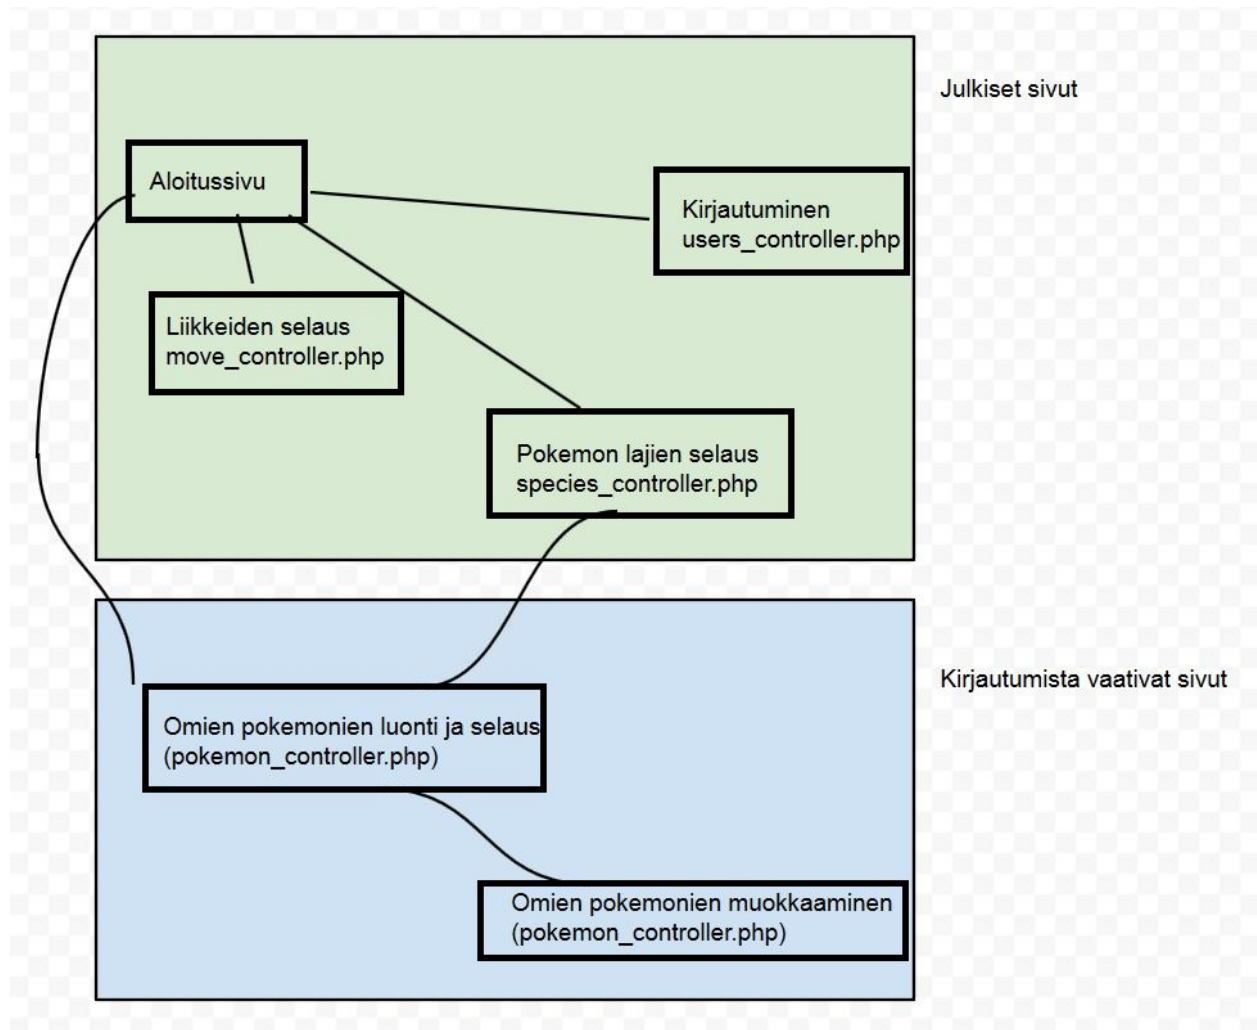 Julkiset sivut
Aloitussivu
Kirjautuminen
users_controller.php
Liikkeiden selaus
move_controller.php
Pokemon lajien selaus
species_controller.php
Kirjautumista vaativat sivut
Omien pokemonien luonti ja selaus
(pokemon_controller.php)
Omien pokemonien muokkaaminen
(pokemon_controller.php)